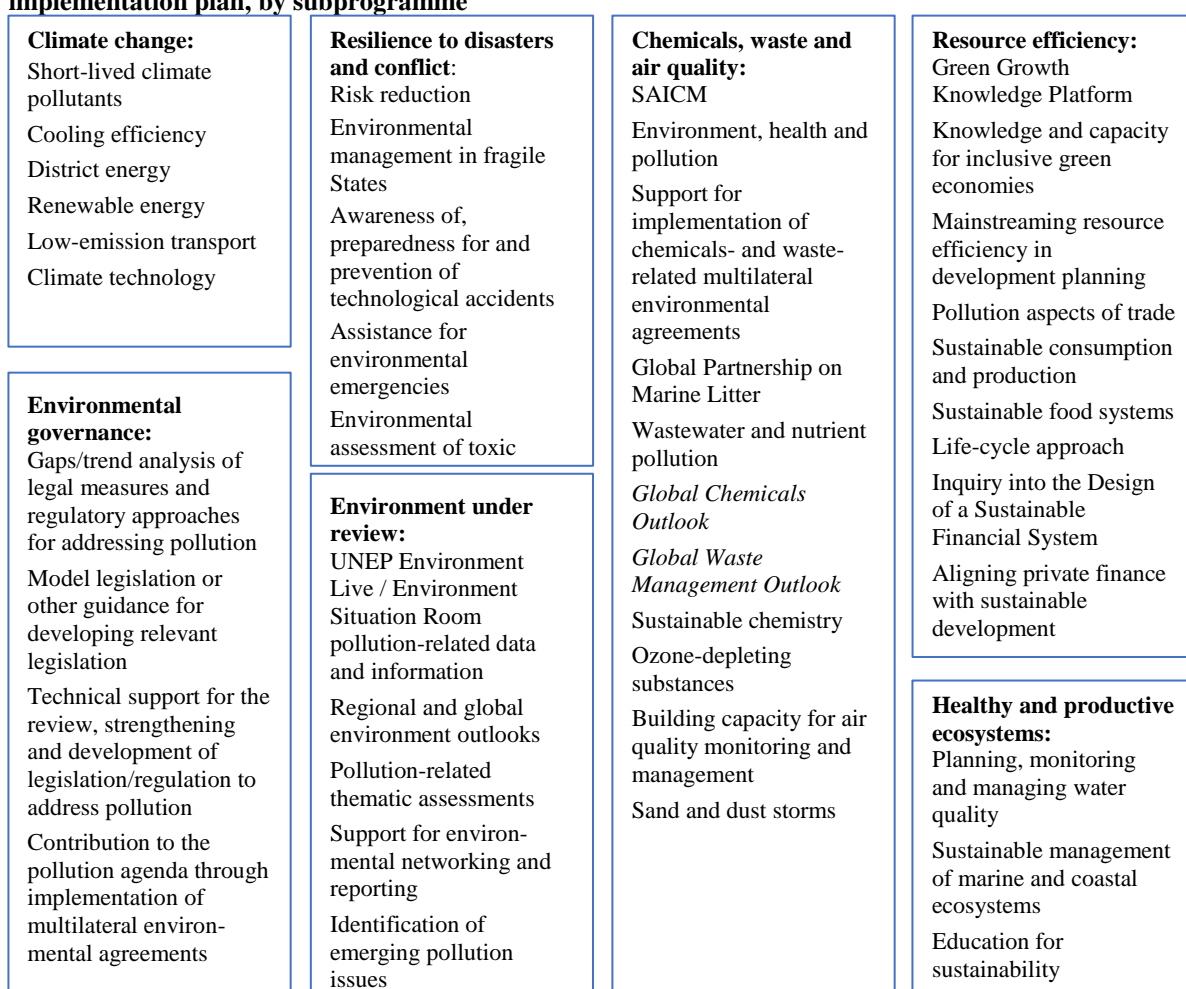 implementation plan, by subprogramme
Climate change:
Short-lived climate
pollutants
Cooling efficiency
District energy
Renewable energy
Low-emission transport
Climate technology
Environmental
governance:
Gaps/trend analysis of
legal measures and
regulatory approaches
for addressing pollution
Model legislation or
other guidance for
developing relevant
legislation
Technical support for the
review, strengthening
and development of
legislation/regulation to
address pollution
Contribution to the
pollution agenda through
implementation of
multilateral environ-
mental agreements
Resilience to disasters
and conflict:
Risk reduction
Environmental
management in fragile
States
Awareness of,
preparedness for and
prevention of
technological accidents
Assistance for
environmental
emergencies
Environmental
assessment of toxic
Environment under
review:
UNEP Environment
Live / Environment
Situation Room
pollution-related data
and information
Regional and global
environment outlooks
Pollution-related
thematic assessments
Support for environ-
mental networking and
reporting
Identification of
emerging pollution
issues
Chemicals, waste and
air quality:
SAICM
Environment, health and
pollution
Support for
implementation of
chemicals- and waste-
related multilateral
environmental
agreements
Global Partnership on
Marine Litter
Wastewater and nutrient
pollution
Global Chemicals
Outlook
Global Waste
Management Outlook
Sustainable chemistry
Ozone-depleting
substances
Building capacity for air
quality monitoring and
management
Sand and dust storms
Resource efficiency:
Green Growth
Knowledge Platform
Knowledge and capacity
for inclusive green
economies
Mainstreaming resource
efficiency in
development planning
Pollution aspects of trade
Sustainable consumption
and production
Sustainable food systems
Life-cycle approach
Inquiry into the Design
of a Sustainable
Financial System
Aligning private finance
with sustainable
development
Healthy and productive
ecosystems:
Planning, monitoring
and managing water
quality
Sustainable management
of marine and coastal
ecosystems
Education for
sustainability